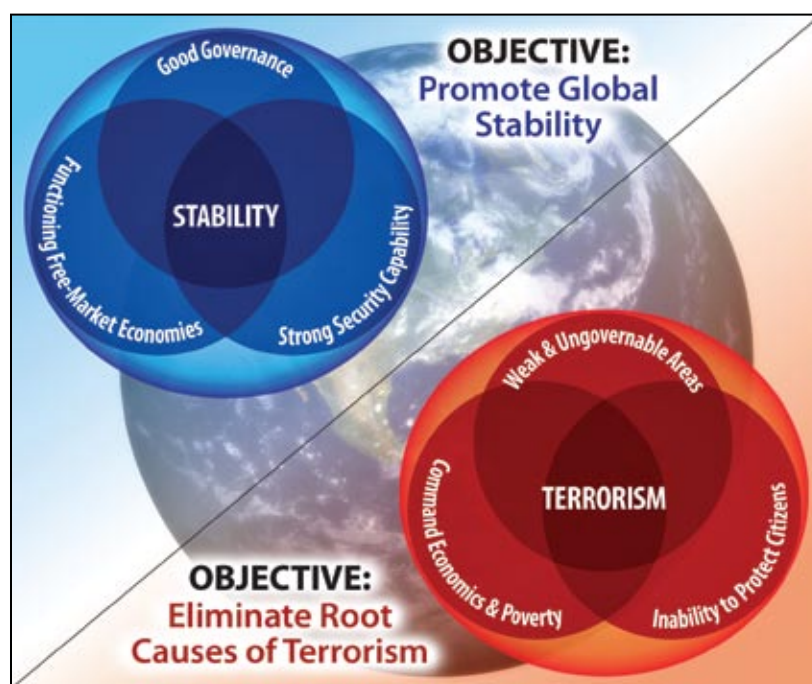 OBJECTIVE:
Promote Global
Stability
Good Governance
Functioning Free-Market Economies
STABILITY
Strong Security Capability
Weak & Ungovernable Areas
Command Economics & Poverty
TERRORISM
Inability to Protect Citizens
OBJECTIVE:
Eliminate Root
Causes of Terrorism